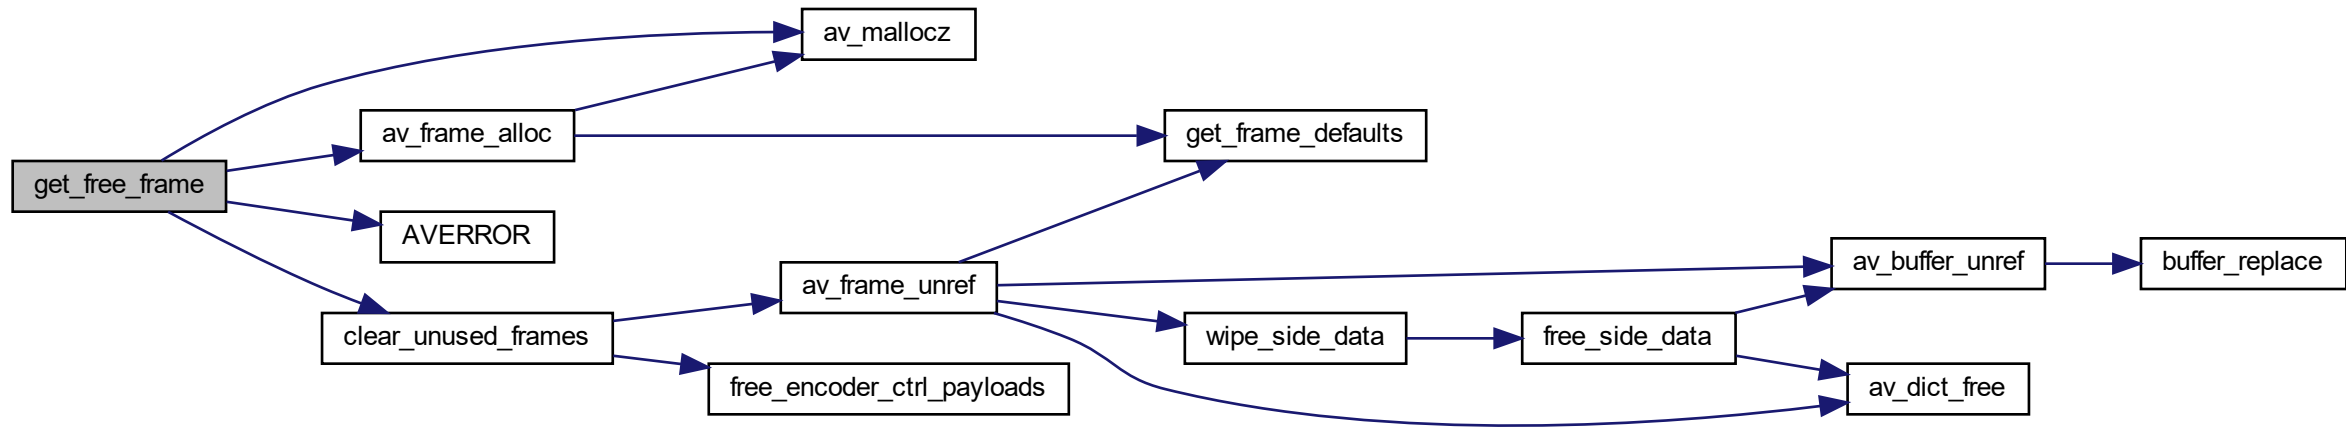 av_mallocz
av_frame_alloc
get_frame_defaults
get_free_frame
AVERROR
av_buffer_unref
buffer_replace
av_frame_unref
clear_unused_frames
wipe_side_data
free_side_data
free_encoder_ctrl_payloads
av_dict_free